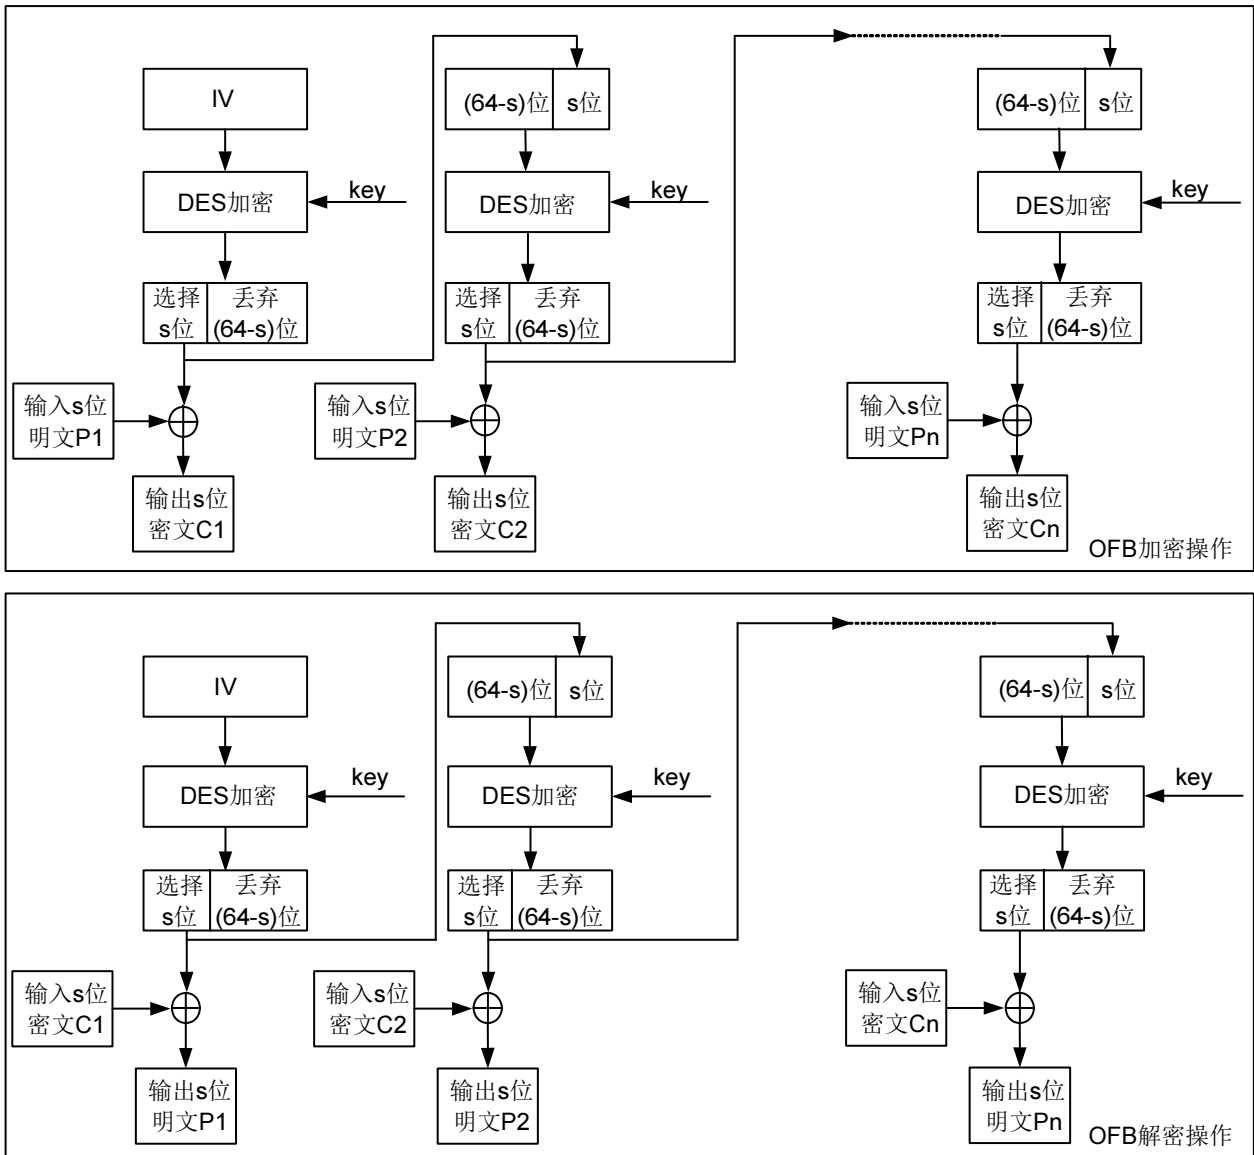 IV
(64-s)位
s位
(64-s)位
s位
DES加密
key
DES加密
key
DES加密
key
选择
s位
丢弃
(64-s)位
选择
s位
丢弃
(64-s)位
选择
s位
丢弃
(64-s)位
输入s位
明文P1
输入s位
明文P2
输入s位
明文Pn
输出s位
密文C1
输出s位
密文C2
输出s位
密文Cn
OFB加密操作
IV
(64-s)位
s位
(64-s)位
s位
DES加密
key
DES加密
key
DES加密
key
选择
s位
丢弃
(64-s)位
选择
s位
丢弃
(64-s)位
选择
s位
丢弃
(64-s)位
输入s位
密文C1
输入s位
密文C2
输入s位
密文Cn
输出s位
明文P1
输出s位
明文P2
输出s位
明文Pn
OFB解密操作